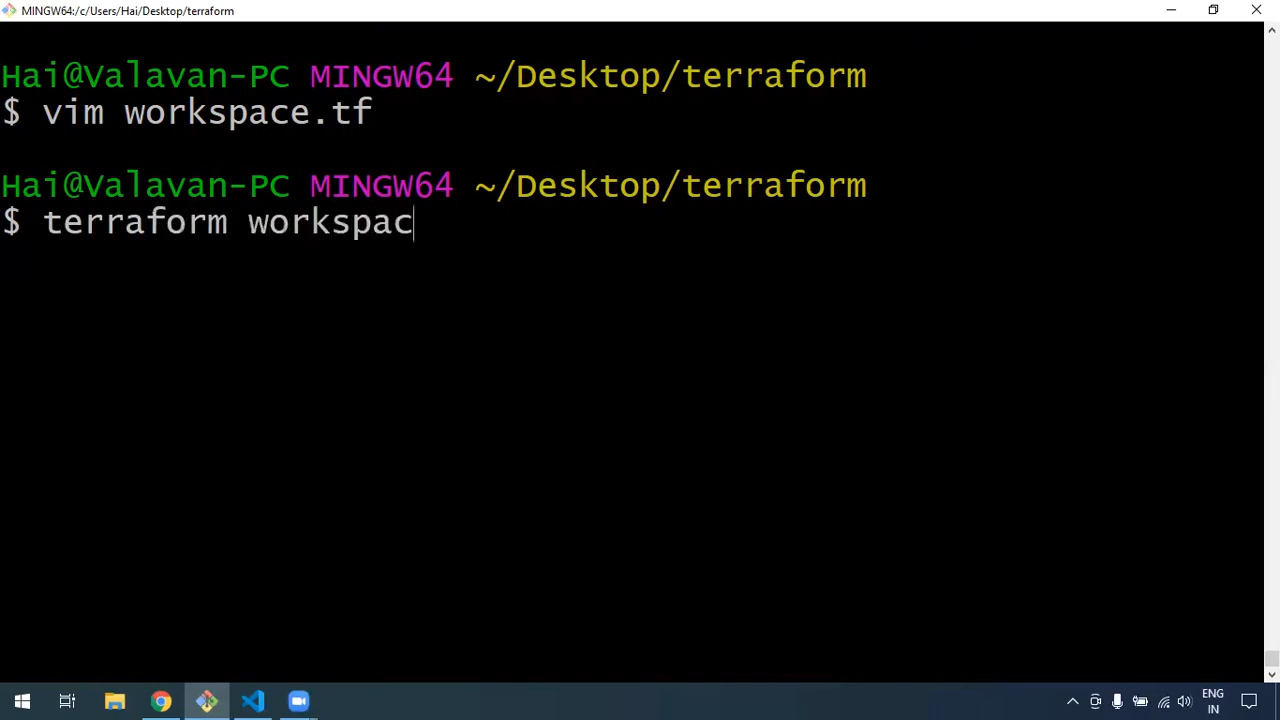 MINGW64:/c/Users/Hai/Desktop/terraform
Hai@Valavan-PC MINGW64 ~/Desktop/terraform
$ vim workspace.tf
Hai@Valavan-PC MINGW64 ~/Desktop/terraform
$ terraform workspac
ENG
IN